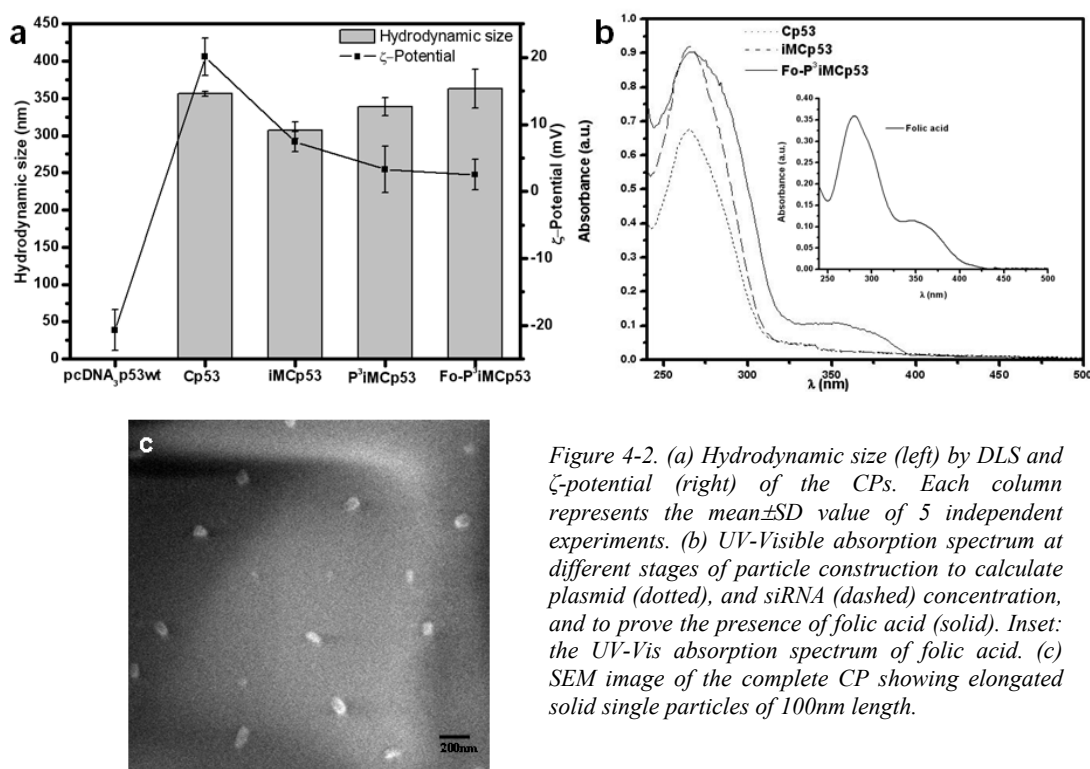 a
Hydrodynamic size
ζ–Potential
450
400
350
300
250
200
150
100
50
0
Hydrodynamic size (nm)
20
10
0
-10
-20
ζ–Potential (mV)
pcDNA3p53wt
Cp53
iMCp53
P³iMCp53
Fo-P³iMCp53
b
Cp53
iMCp53
Fo-P³iMCp53
1.0
0.9
0.8
0.7
0.6
0.5
0.4
0.3
0.2
0.1
0.0
Absorbance (a.u.)
250
300
350
400
450
500
λ (nm)
Folic acid
0.40
0.35
0.30
0.25
0.20
0.15
0.10
0.05
0.00
Absorbance (a.u.)
250
300
350
400
450
500
λ (nm)
c
200nm
Figure 4-2. (a) Hydrodynamic size (left) by DLS and
ζ-potential (right) of the CPs. Each column
represents the mean±SD value of 5 independent
experiments. (b) UV-Visible absorption spectrum at
different stages of particle construction to calculate
plasmid (dotted), and siRNA (dashed) concentration,
and to prove the presence of folic acid (solid). Inset:
the UV-Vis absorption spectrum of folic acid. (c)
SEM image of the complete CP showing elongated
solid single particles of 100nm length.